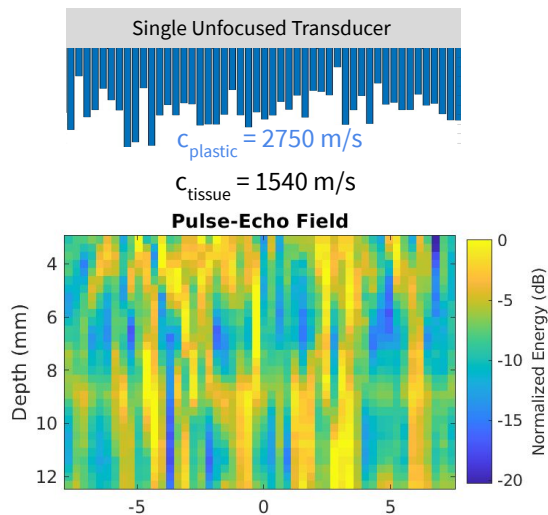 Single Unfocused Transducer
c_plastic = 2750 m/s
c_tissue = 1540 m/s
Pulse-Echo Field
Depth (mm)
4
6
8
10
12
-5
0
5
0
-5
-10
-15
-20
Normalized Energy (dB)